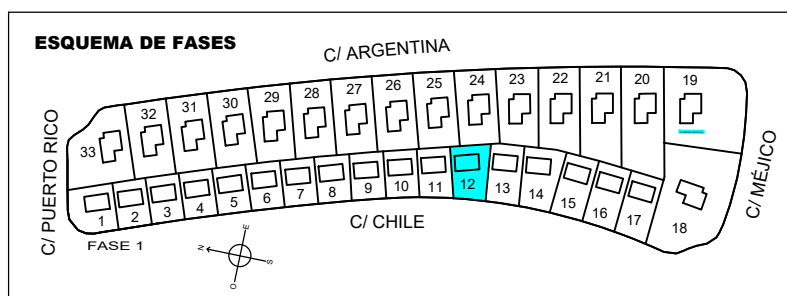 ESQUEMA DE FASES
C/ ARGENTINA
33 32 31 30 29 28 27 26 25 24 23 22 21 20 19
C/ PUERTO RICO
C/ MÉJICO
1 2 3 4 5 6 7 8 9 10 11 12 13 14 15 16 17 18
FASE 1
C/ CHILE
N
E
S
O